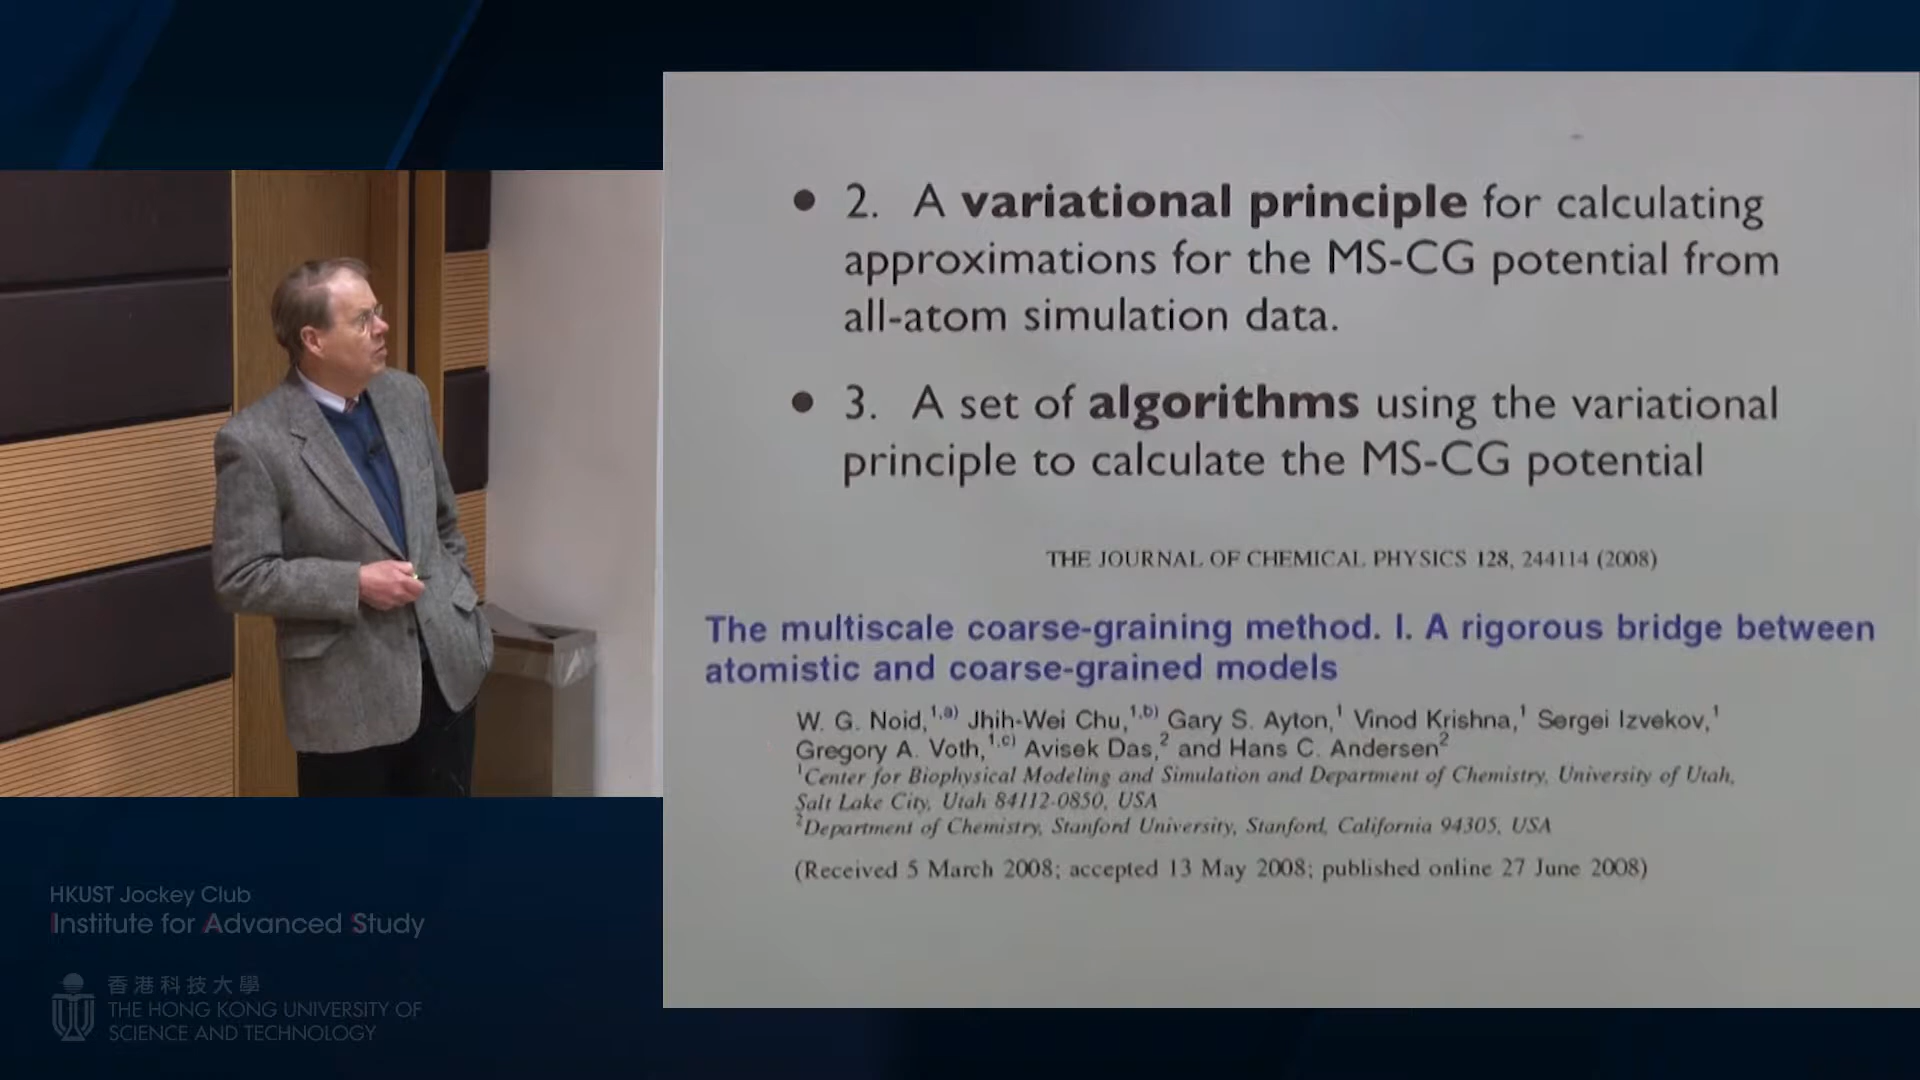 • 2. A variational principle for calculating
approximations for the MS-CG potential from
all-atom simulation data.
• 3. A set of algorithms using the variational
principle to calculate the MS-CG potential
THE JOURNAL OF CHEMICAL PHYSICS 128, 244114 (2008)
The multiscale coarse-graining method. I. A rigorous bridge between
atomistic and coarse-grained models
W. G. Noid,1,a) Jhih-Wei Chu,1,b) Gary S. Ayton,1 Vinod Krishna,1 Sergei Izvekov,1
Gregory A. Voth,1,c) Avisek Das,2 and Hans C. Andersen2
1Center for Biophysical Modeling and Simulation and Department of Chemistry, University of Utah,
Salt Lake City, Utah 84112-0850, USA
2Department of Chemistry, Stanford University, Stanford, California 94305, USA
(Received 5 March 2008; accepted 13 May 2008; published online 27 June 2008)
HKUST Jockey Club
Institute for Advanced Study
香港科技大學
THE HONG KONG UNIVERSITY OF
SCIENCE AND TECHNOLOGY